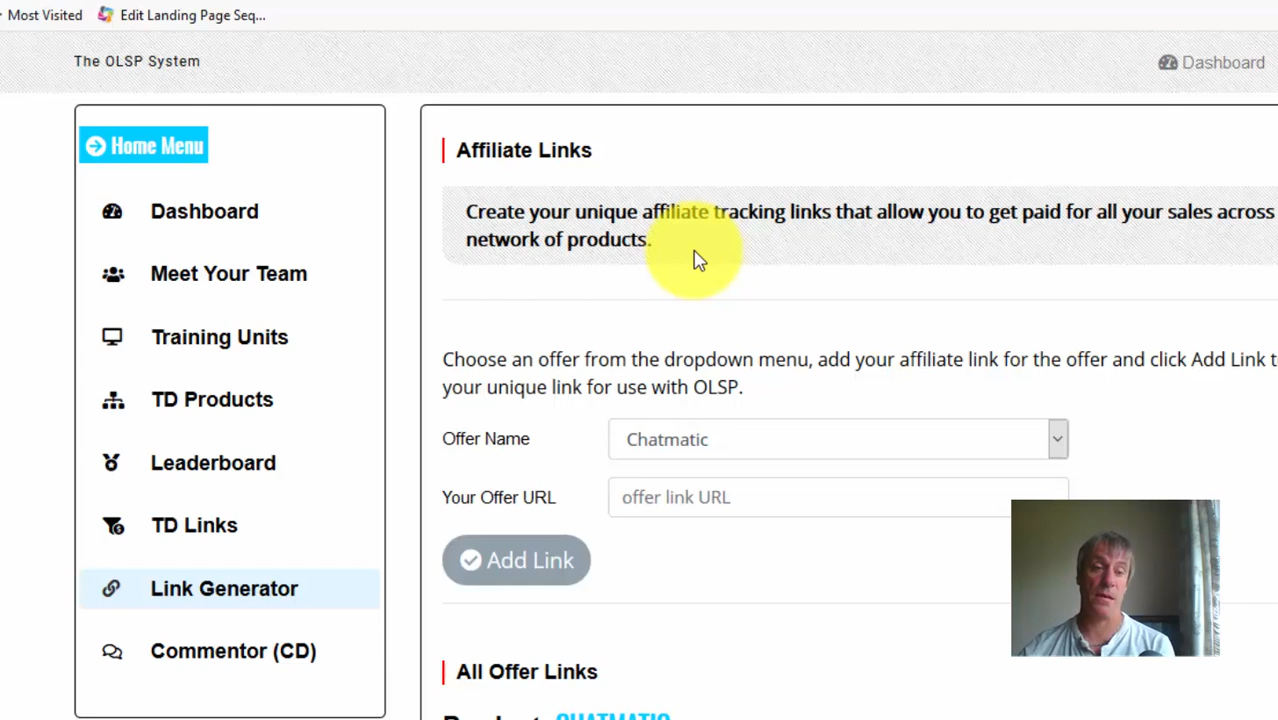 Most Visited
Edit Landing Page Seq...
The OLSP System
Dashboard
Home Menu
Dashboard
Meet Your Team
Training Units
TD Products
Leaderboard
TD Links
Link Generator
Commentor (CD)
Affiliate Links
Create your unique affiliate tracking links that allow you to get paid for all your sales across
network of products.
Choose an offer from the dropdown menu, add your affiliate link for the offer and click Add Link
your unique link for use with OLSP.
Offer Name
Chatmatic
Your Offer URL
offer link URL
Add Link
All Offer Links
CHATMATIC